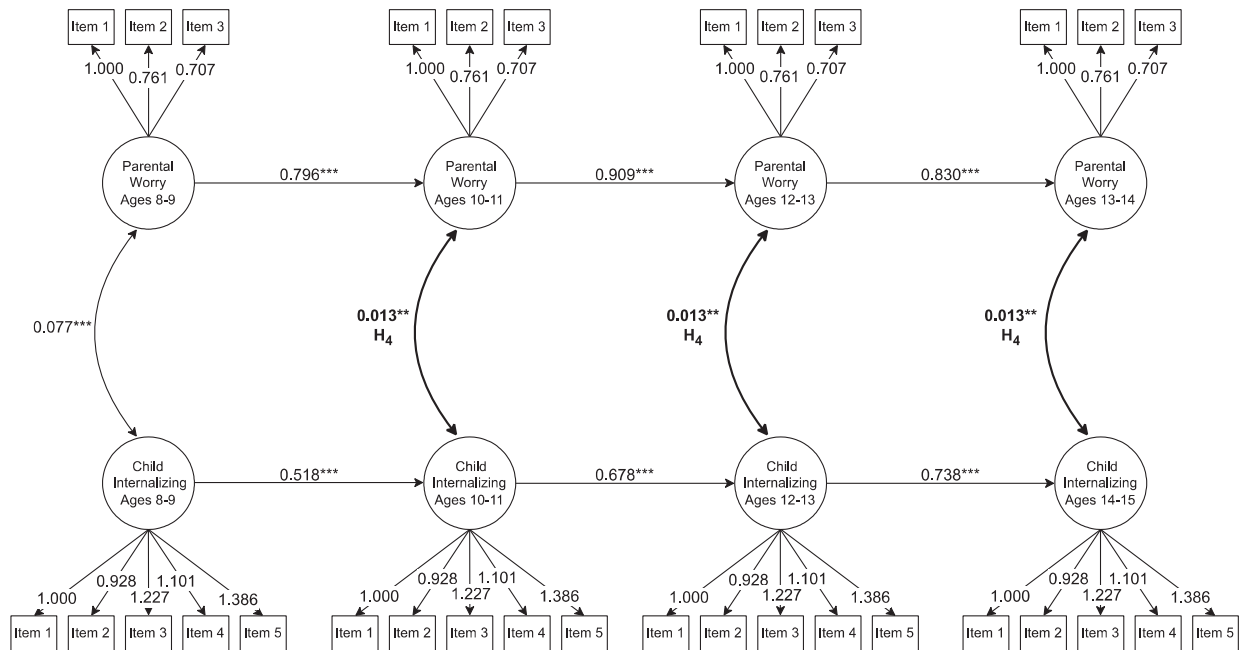 Item 1 Item 2 Item 3 Item 1 Item 2 Item 3 Item 1 Item 2 Item 3 Item 1 Item 2 Item 3
1.000 0.761 0.707 1.000 0.761 0.707 1.000 0.761 0.707 1.000 0.761 0.707
Parental
Worry
Ages 8-9
0.796***
Parental
Worry
Ages 10-11
0.909***
Parental
Worry
Ages 12-13
0.830***
Parental
Worry
Ages 13-14
0.077***
0.013**
H4
0.013**
H4
0.013**
H4
Child
Internalizing
Ages 8-9
0.518***
Child
Internalizing
Ages 10-11
0.678***
Child
Internalizing
Ages 12-13
0.738***
Child
Internalizing
Ages 14-15
1.000 0.928 1.227 1.101 1.386 1.000 0.928 1.227 1.101 1.386 1.000 0.928 1.227 1.101 1.386 1.000 0.928 1.227 1.101 1.386
Item 1 Item 2 Item 3 Item 4 Item 5 Item 1 Item 2 Item 3 Item 4 Item 5 Item 1 Item 2 Item 3 Item 4 Item 5 Item 1 Item 2 Item 3 Item 4 Item 5